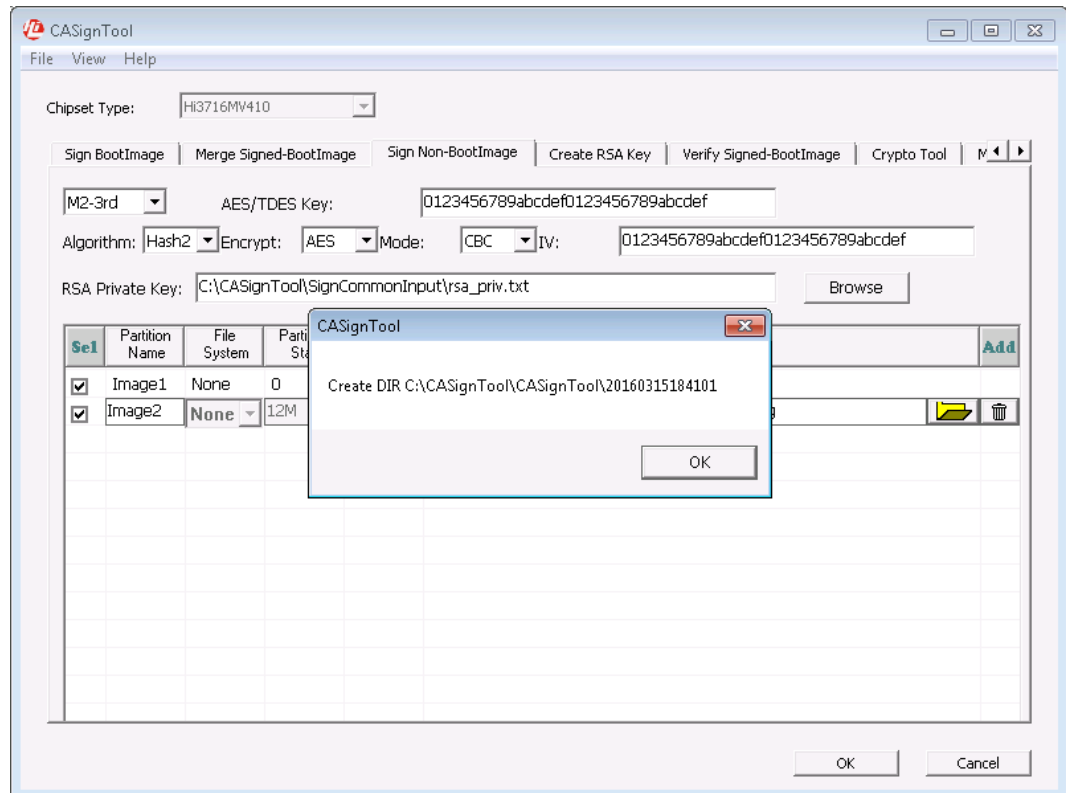 CASignTool
File View Help
Chipset Type: Hi3716MV410
Sign BootImage Merge Signed-BootImage Sign Non-BootImage Create RSA Key Verify Signed-BootImage Crypto Tool
M2-3rd AES/TDES Key: 0123456789abcdef0123456789abcdef
Algorithm: Hash2 Encrypt: AES Mode: CBC IV: 0123456789abcdef0123456789abcdef
RSA Private Key: C:\CASignTool\SignCommonInput\rsa_priv.txt Browse
Sel Partition Name File System Add
CASignTool
Image1 None 0
Create DIR C:\CASignTool\CASignTool\20160315184101
Image2 None 12M
OK
OK Cancel